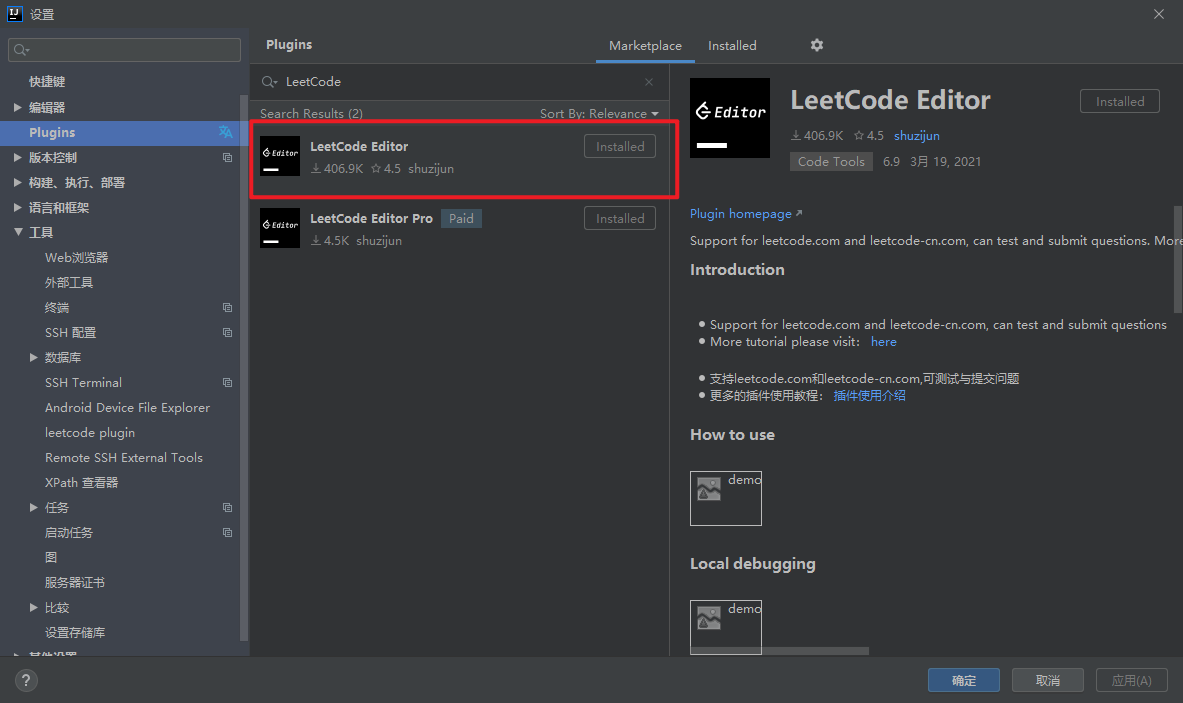 设置
快捷键
编辑器
Plugins
版本控制
构建、执行、部署
语言和框架
工具
Web浏览器
外部工具
终端
SSH 配置
数据库
SSH Terminal
Android Device File Explorer
leetcode plugin
Remote SSH External Tools
XPath 查看器
任务
启动任务
图
服务器证书
比较
设置存储库
其他设置
Plugins
Marketplace
Installed
LeetCode
Search Results (2)
Sort By: Relevance
Editor
LeetCode Editor
406.9K 4.5 shuzijun
Installed
Editor
LeetCode Editor Pro Paid
4.5K shuzijun
Installed
Editor
LeetCode Editor
Installed
406.9K 4.5 shuzijun
Code Tools 6.9 3月 19, 2021
Plugin homepage
Support for leetcode.com and leetcode-cn.com, can test and submit questions. More
Introduction
Support for leetcode.com and leetcode-cn.com, can test and submit questions
More tutorial please visit: here
支持leetcode.com和leetcode-cn.com,可测试与提交问题
更多的插件使用教程： 插件使用介绍
How to use
demo
Local debugging
demo
?
确定
取消
应用(A)